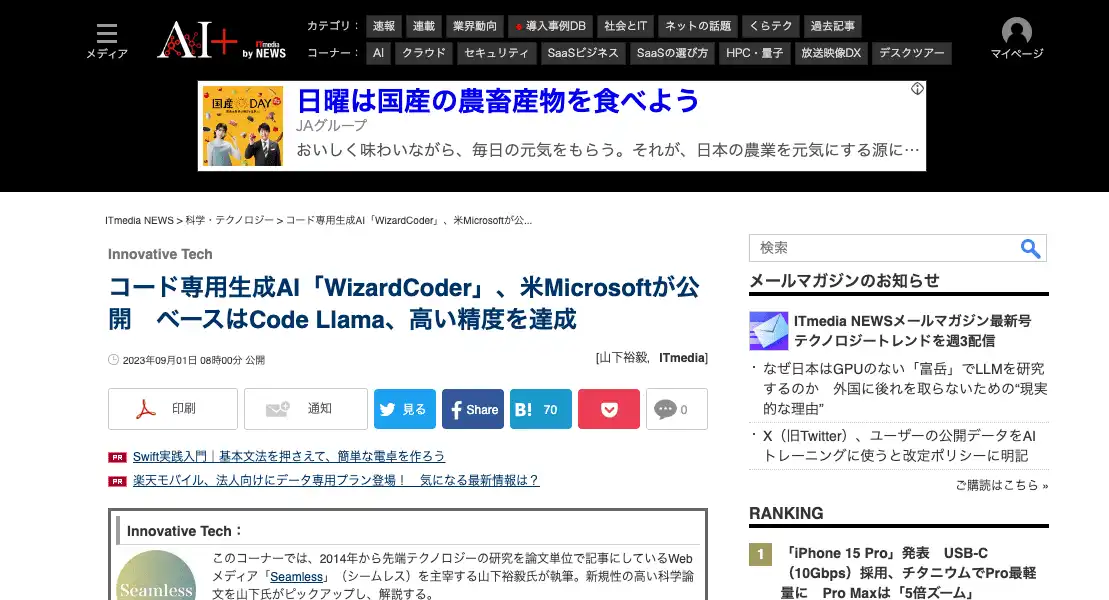 メディア
AI+ by ITmedia NEWS
カテゴリ： 速報 連載 業界動向 導入事例DB 社会とIT ネットの話題 くらテク 過去記事
コーナー： AI クラウド セキュリティ SaaSビジネス SaaSの選び方 HPC・量子 放送映像DX デスクツアー
マイページ
国産 DAY
日曜は国産の農畜産物を食べよう
JAグループ
おいしく味わいながら、毎日の元気をもらう。それが、日本の農業を元気にする源に…
ITmedia NEWS > 科学・テクノロジー > コード専用生成AI「WizardCoder」、米Microsoftが公...
Innovative Tech
コード専用生成AI「WizardCoder」、米Microsoftが公
開　ベースはCode Llama、高い精度を達成
2023年09月01日 08時00分 公開
[山下裕毅, ITmedia]
印刷 通知 見る Share B! 70 0
PR Swift実践入門｜基本文法を押さえて、簡単な電卓を作ろう
PR 楽天モバイル、法人向けにデータ専用プラン登場！　気になる最新情報は？
Innovative Tech：
Seamless
このコーナーでは、2014年から先端テクノロジーの研究を論文単位で記事にしているWeb
メディア「Seamless」（シームレス）を主宰する山下裕毅氏が執筆。新規性の高い科学論
文を山下氏がピックアップし、解説する。
検索
メールマガジンのお知らせ
ITmedia NEWSメールマガジン最新号
テクノロジートレンドを週3配信
・なぜ日本はGPUのない「富岳」でLLMを研究
するのか　外国に後れを取らないための“現実
的な理由”
・X（旧Twitter）、ユーザーの公開データをAI
トレーニングに使うと改定ポリシーに明記
ご購読はこちら »
RANKING
1 「iPhone 15 Pro」発表　USB-C
（10Gbps）採用、チタニウムでPro最軽
量に　Pro Maxは「5倍ズーム」